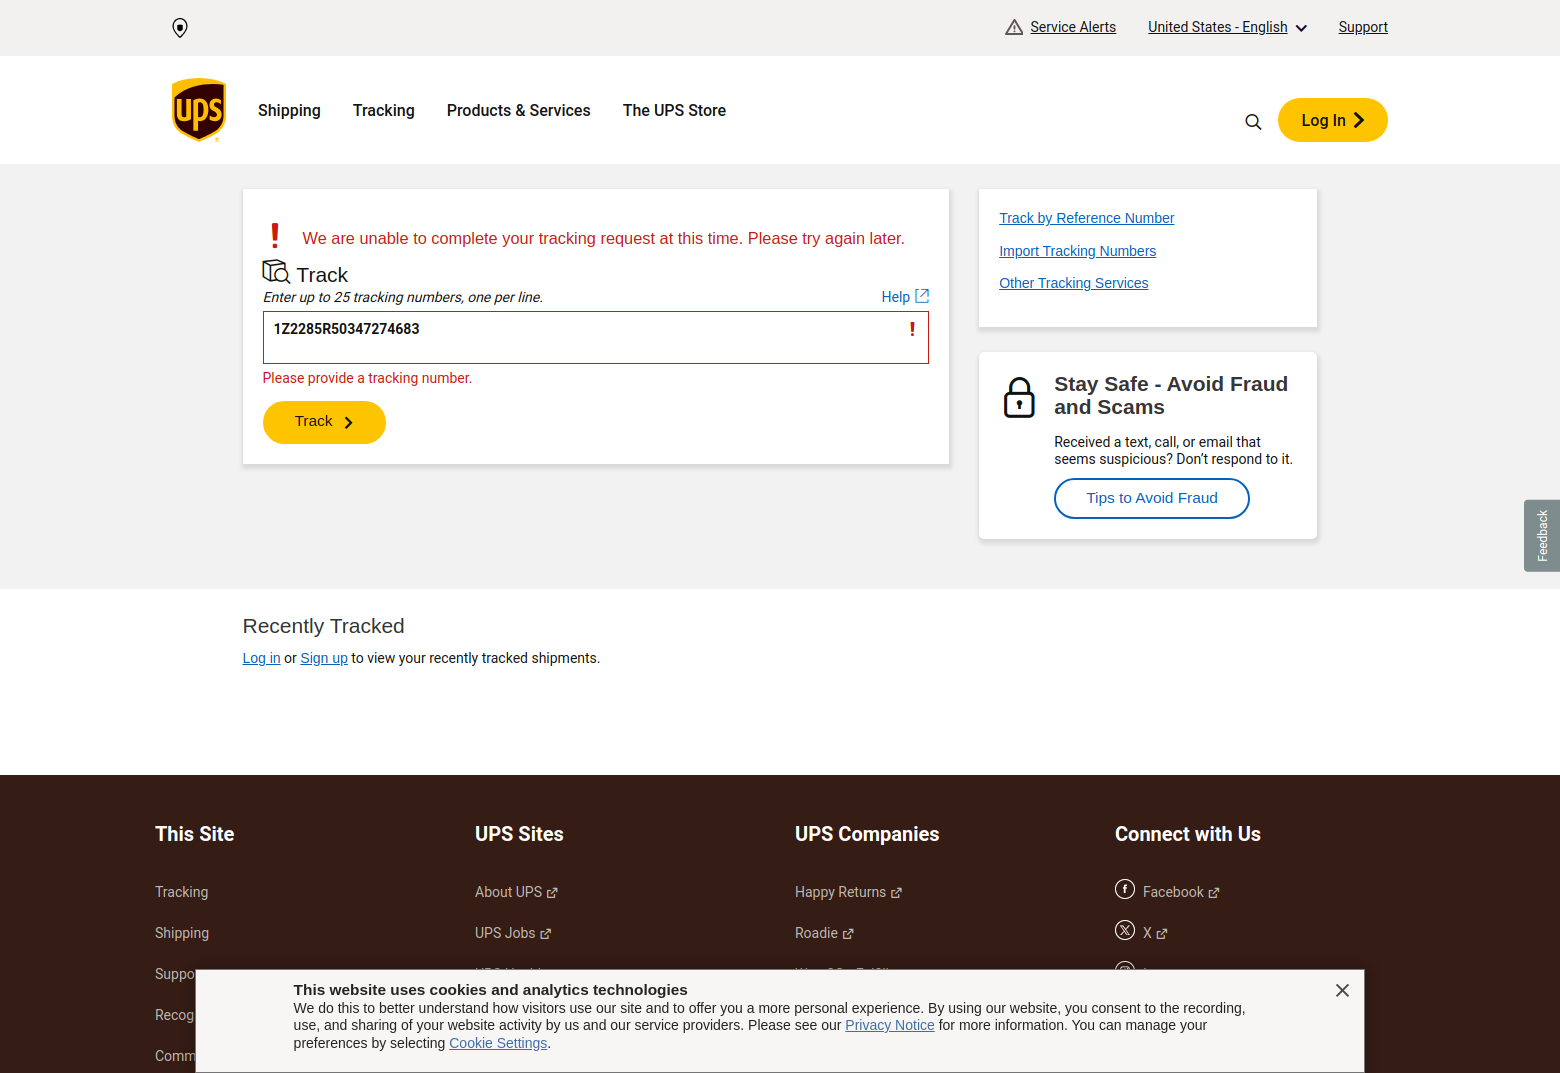 Service Alerts
United States - English
Support
ups
Shipping
Tracking
Products & Services
The UPS Store
Log In
We are unable to complete your tracking request at this time. Please try again later.
Track
Enter up to 25 tracking numbers, one per line.
Help
1Z2285R50347274683
Please provide a tracking number.
Track
Track by Reference Number
Import Tracking Numbers
Other Tracking Services
Stay Safe - Avoid Fraud
and Scams
Received a text, call, or email that
seems suspicious? Don’t respond to it.
Tips to Avoid Fraud
Feedback
Recently Tracked
Log in or Sign up to view your recently tracked shipments.
This Site
Tracking
Shipping
UPS Sites
About UPS
UPS Jobs
UPS Companies
Happy Returns
Roadie
Connect with Us
Facebook
X
This website uses cookies and analytics technologies
We do this to better understand how visitors use our site and to offer you a more personal experience. By using our website, you consent to the recording,
use, and sharing of your website activity by us and our service providers. Please see our Privacy Notice for more information. You can manage your
preferences by selecting Cookie Settings.